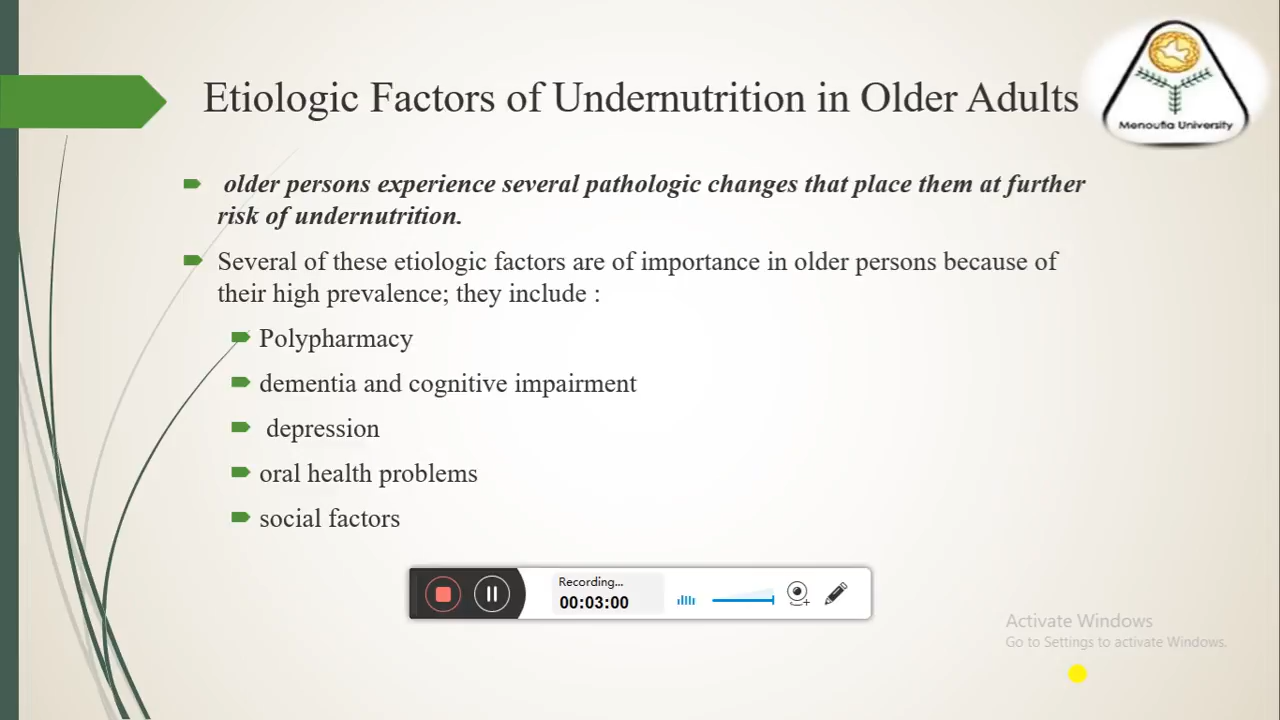 Etiologic Factors of Undernutrition in Older Adults
Menoufia University
older persons experience several pathologic changes that place them at further
risk of undernutrition.
Several of these etiologic factors are of importance in older persons because of
their high prevalence; they include :
Polypharmacy
dementia and cognitive impairment
depression
oral health problems
social factors
Recording...
00:03:00
Activate Windows
Go to Settings to activate Windows.